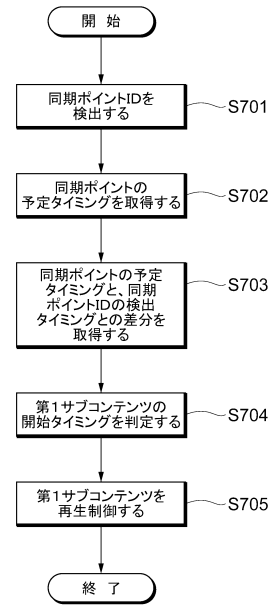 開　始
同期ポイントIDを
検出する
S701
同期ポイントの
予定タイミングを取得する
S702
同期ポイントの予定
タイミングと、同期
ポイントIDの検出
タイミングとの差分を
取得する
S703
第１サブコンテンツの
開始タイミングを判定する
S704
第１サブコンテンツを
再生制御する
S705
終　了